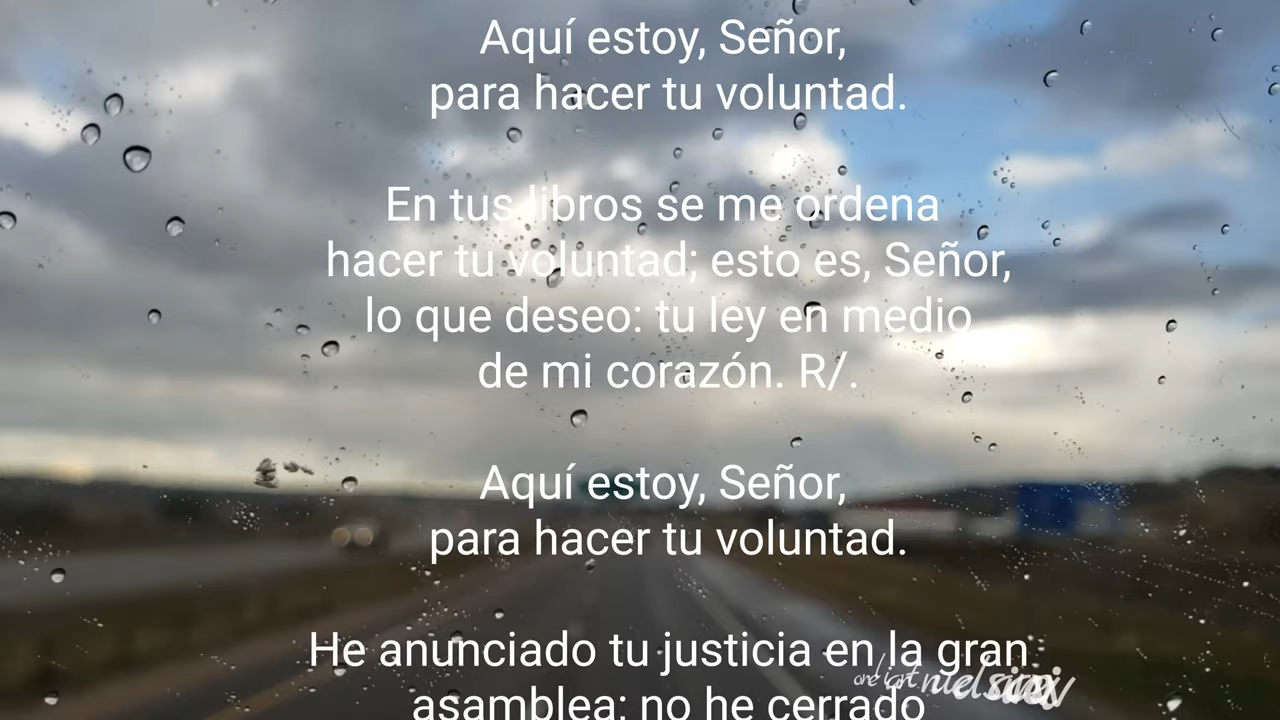 Aquí estoy, Señor,
para hacer tu voluntad.
En tus libros se me ordena
hacer tu voluntad; esto es, Señor,
lo que deseo: tu ley en medio
de mi corazón. R/.
Aquí estoy, Señor,
para hacer tu voluntad.
He anunciado tu justicia en la gran
asamblea; no he cerrado